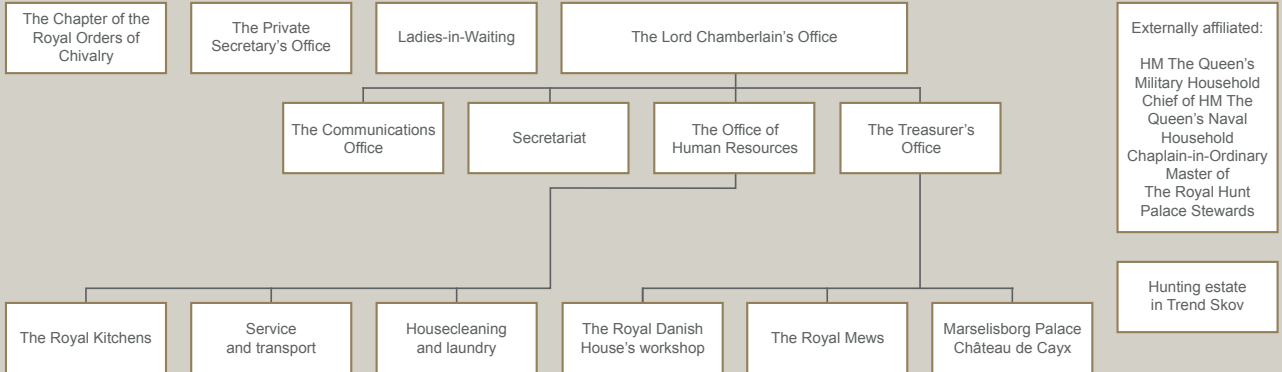 The Chapter of the
Royal Orders of
Chivalry
The Private
Secretary's Office
Ladies-in-Waiting
The Lord Chamberlain's Office
Externally affiliated:
HM The Queen's
Military Household
Chief of HM The
Queen's Naval
Household
Chaplain-in-Ordinary
Master of
The Royal Hunt
Palace Stewards
The Communications
Office
Secretariat
The Office of
Human Resources
The Treasurer's
Office
Hunting estate
in Trend Skov
The Royal Kitchens
Service
and transport
Housecleaning
and laundry
The Royal Danish
House's workshop
The Royal Mews
Marselisborg Palace
Château de Cayx